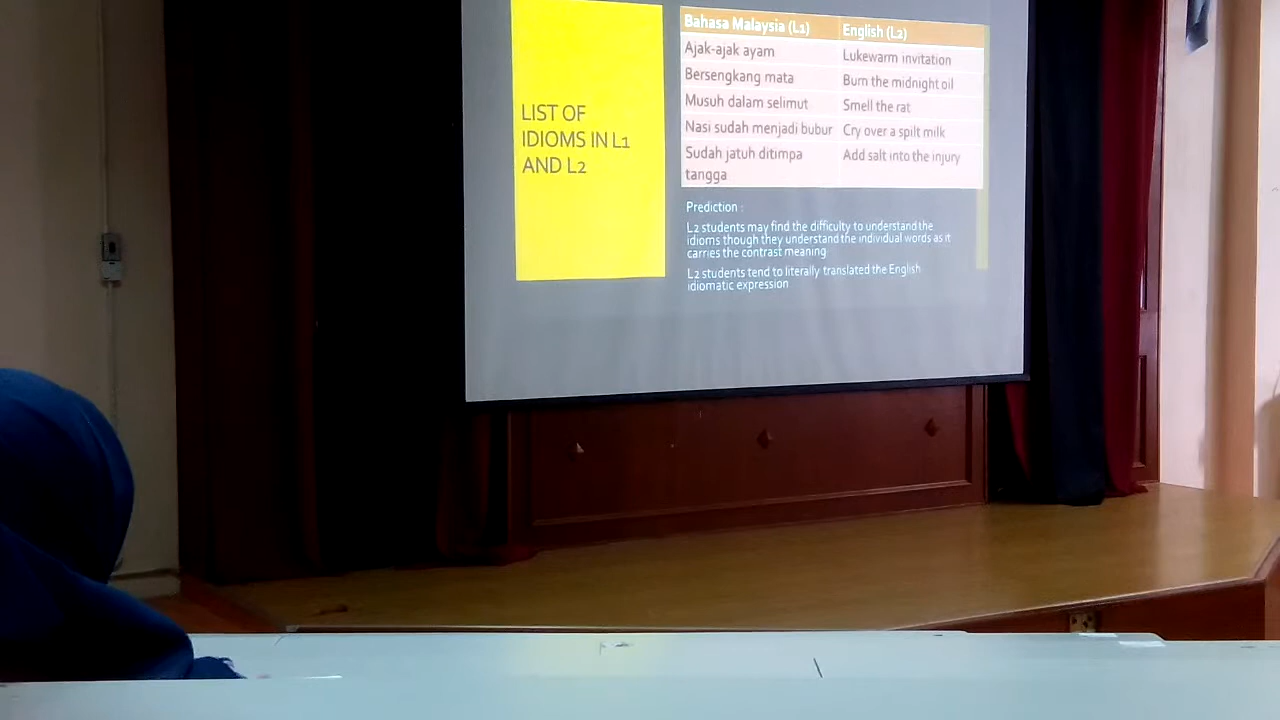 LIST OF
IDIOMS IN L1
AND L2
Bahasa Malaysia (L1) English (L2)
Ajak-ajak ayam Lukewarm invitation
Bersengkang mata Burn the midnight oil
Musuh dalam selimut Smell the rat
Nasi sudah menjadi bubur Cry over a spilt milk
Sudah jatuh ditimpa Add salt into the injury
tangga
Prediction :
L2 students may find the difficulty to understand the
idioms though they understand the individual words as it
carries the contrast meaning
L2 students tend to literally translated the English
idiomatic expression